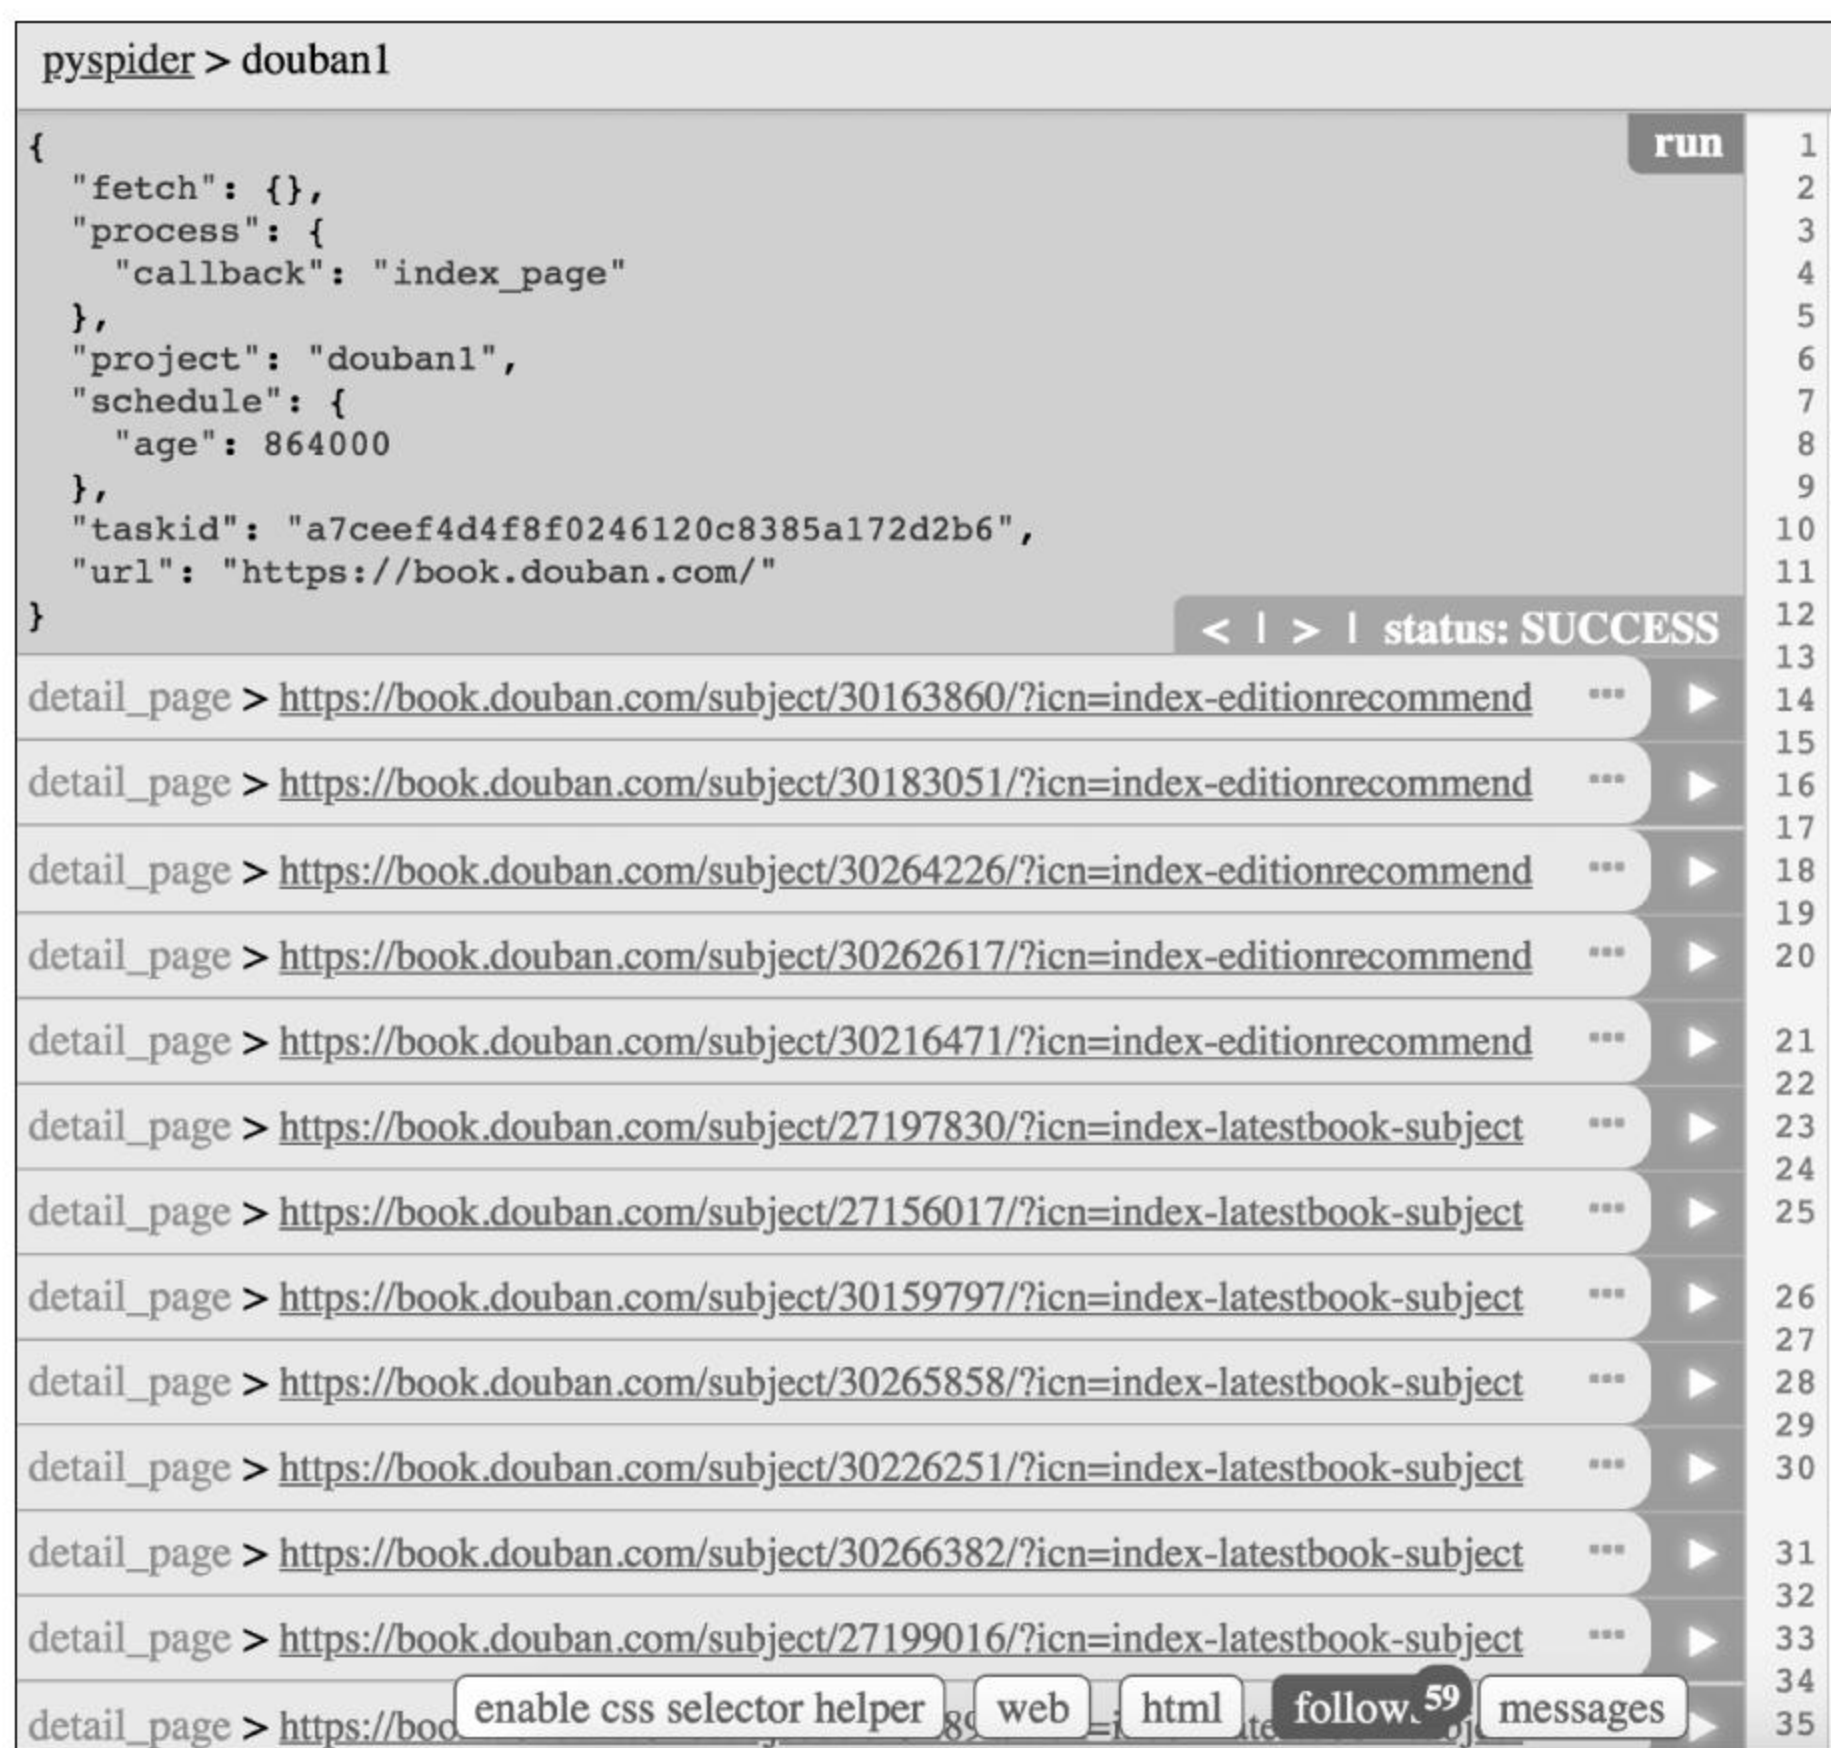 pyspider > douban1
run
{
"fetch": {},
"process": {
"callback": "index_page"
},
"project": "douban1",
"schedule": {
"age": 864000
},
"taskid": "a7ceef4d4f8f0246120c8385a172d2b6",
"url": "https://book.douban.com/"
}
< | > | status: SUCCESS
detail_page > https://book.douban.com/subject/30163860/?icn=index-editionrecommend
detail_page > https://book.douban.com/subject/30183051/?icn=index-editionrecommend
detail_page > https://book.douban.com/subject/30264226/?icn=index-editionrecommend
detail_page > https://book.douban.com/subject/30262617/?icn=index-editionrecommend
detail_page > https://book.douban.com/subject/30216471/?icn=index-editionrecommend
detail_page > https://book.douban.com/subject/27197830/?icn=index-latestbook-subject
detail_page > https://book.douban.com/subject/27156017/?icn=index-latestbook-subject
detail_page > https://book.douban.com/subject/30159797/?icn=index-latestbook-subject
detail_page > https://book.douban.com/subject/30265858/?icn=index-latestbook-subject
detail_page > https://book.douban.com/subject/30226251/?icn=index-latestbook-subject
detail_page > https://book.douban.com/subject/30266382/?icn=index-latestbook-subject
detail_page > https://book.douban.com/subject/27199016/?icn=index-latestbook-subject
detail_page > https://boo
enable css selector helper
web
html
follow 59
messages
1
2
3
4
5
6
7
8
9
10
11
12
13
14
15
16
17
18
19
20
21
22
23
24
25
26
27
28
29
30
31
32
33
34
35